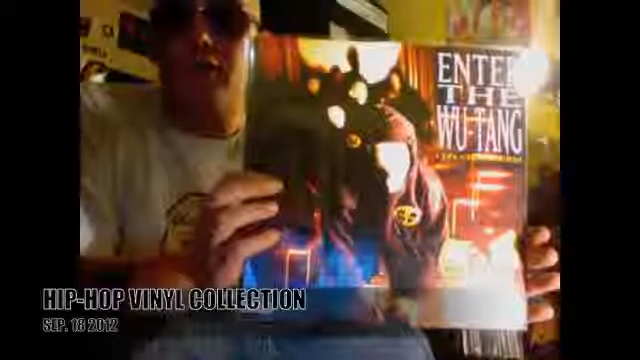 ENTER
THE
WU-TANG
HIP-HOP VINYL COLLECTION
SEP. 18 2012